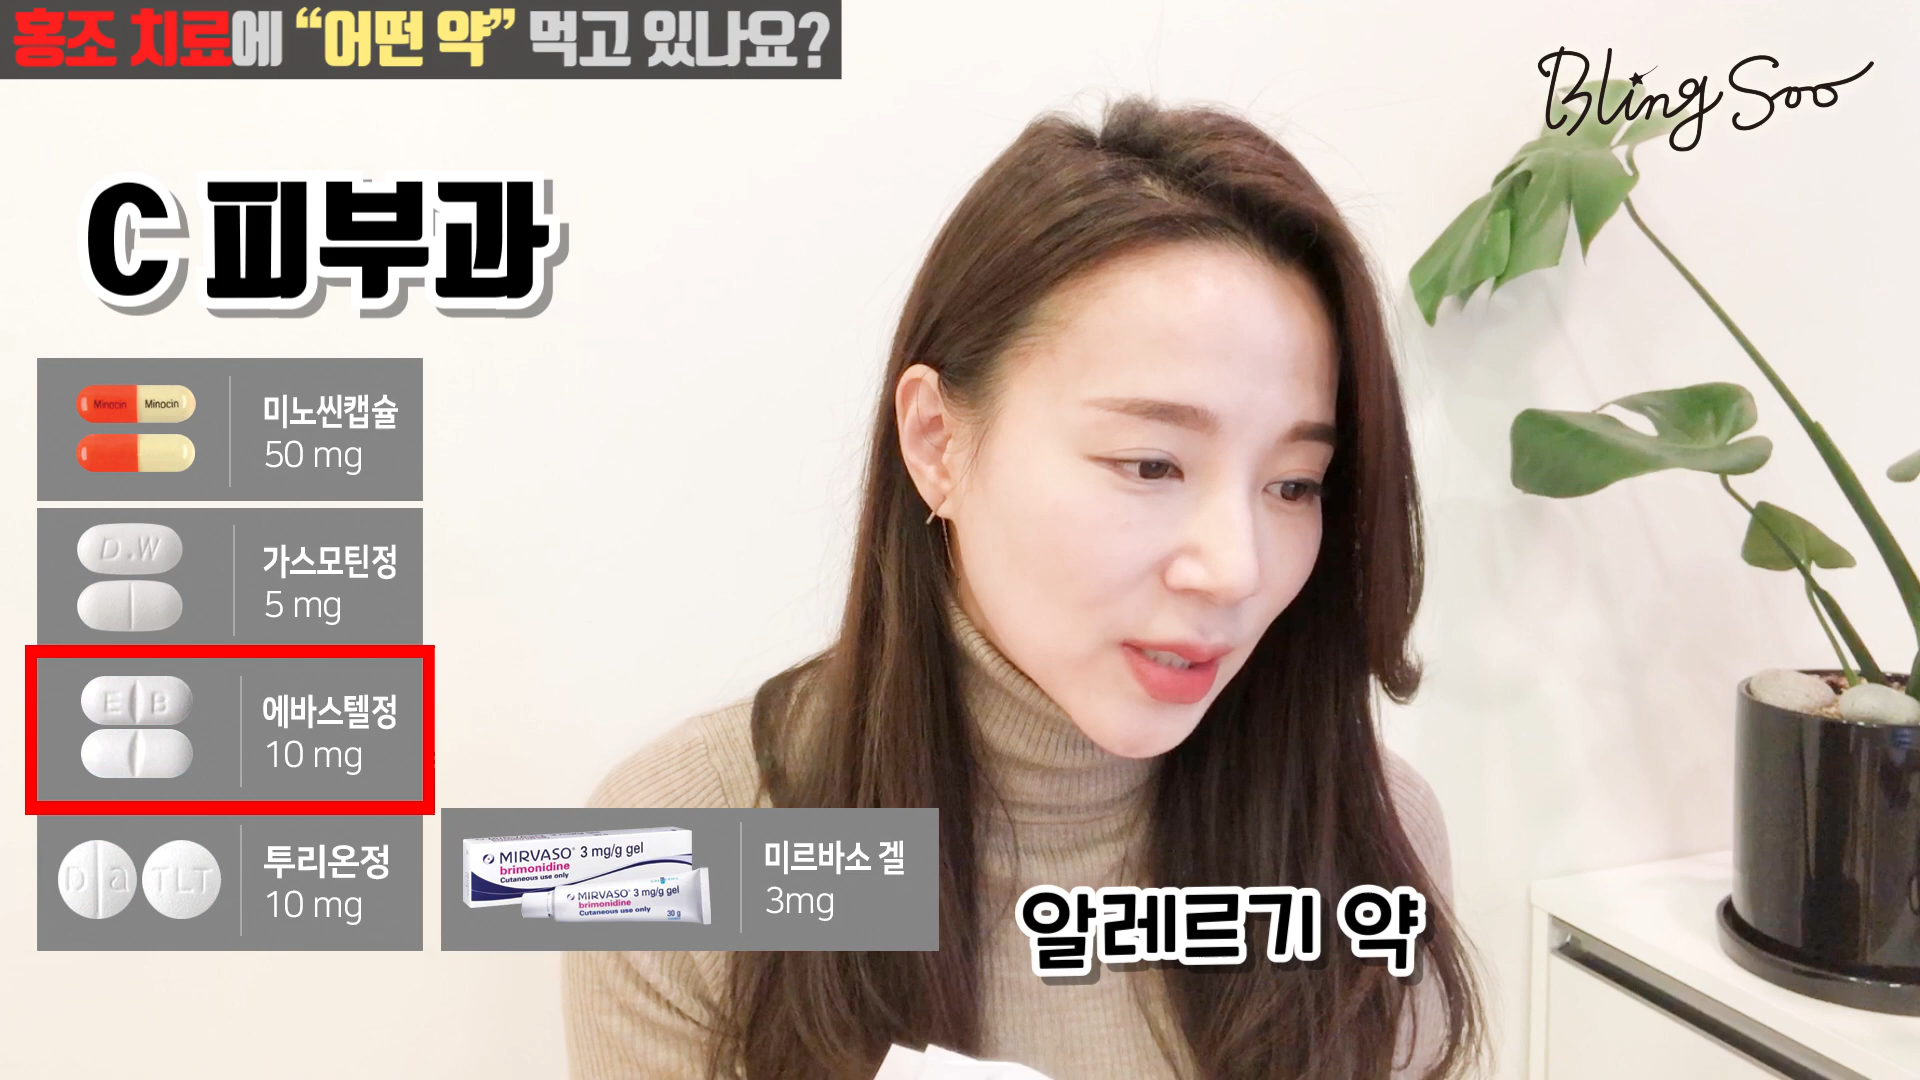 홍조 치료에 “어떤 약” 먹고 있나요?
Bling Soo
C 피부과
Minocin Minocin
미노씬캡슐
50 mg
D.W
가스모틴정
5 mg
E B
에바스텔정
10 mg
D a TLT
투리온정
10 mg
MIRVASO® 3 mg/g gel
brimonidine
Cutaneous use only
MIRVASO® 3 mg/g gel
brimonidine
Cutaneous use only
30 g
미르바소 겔
3mg
알레르기 약